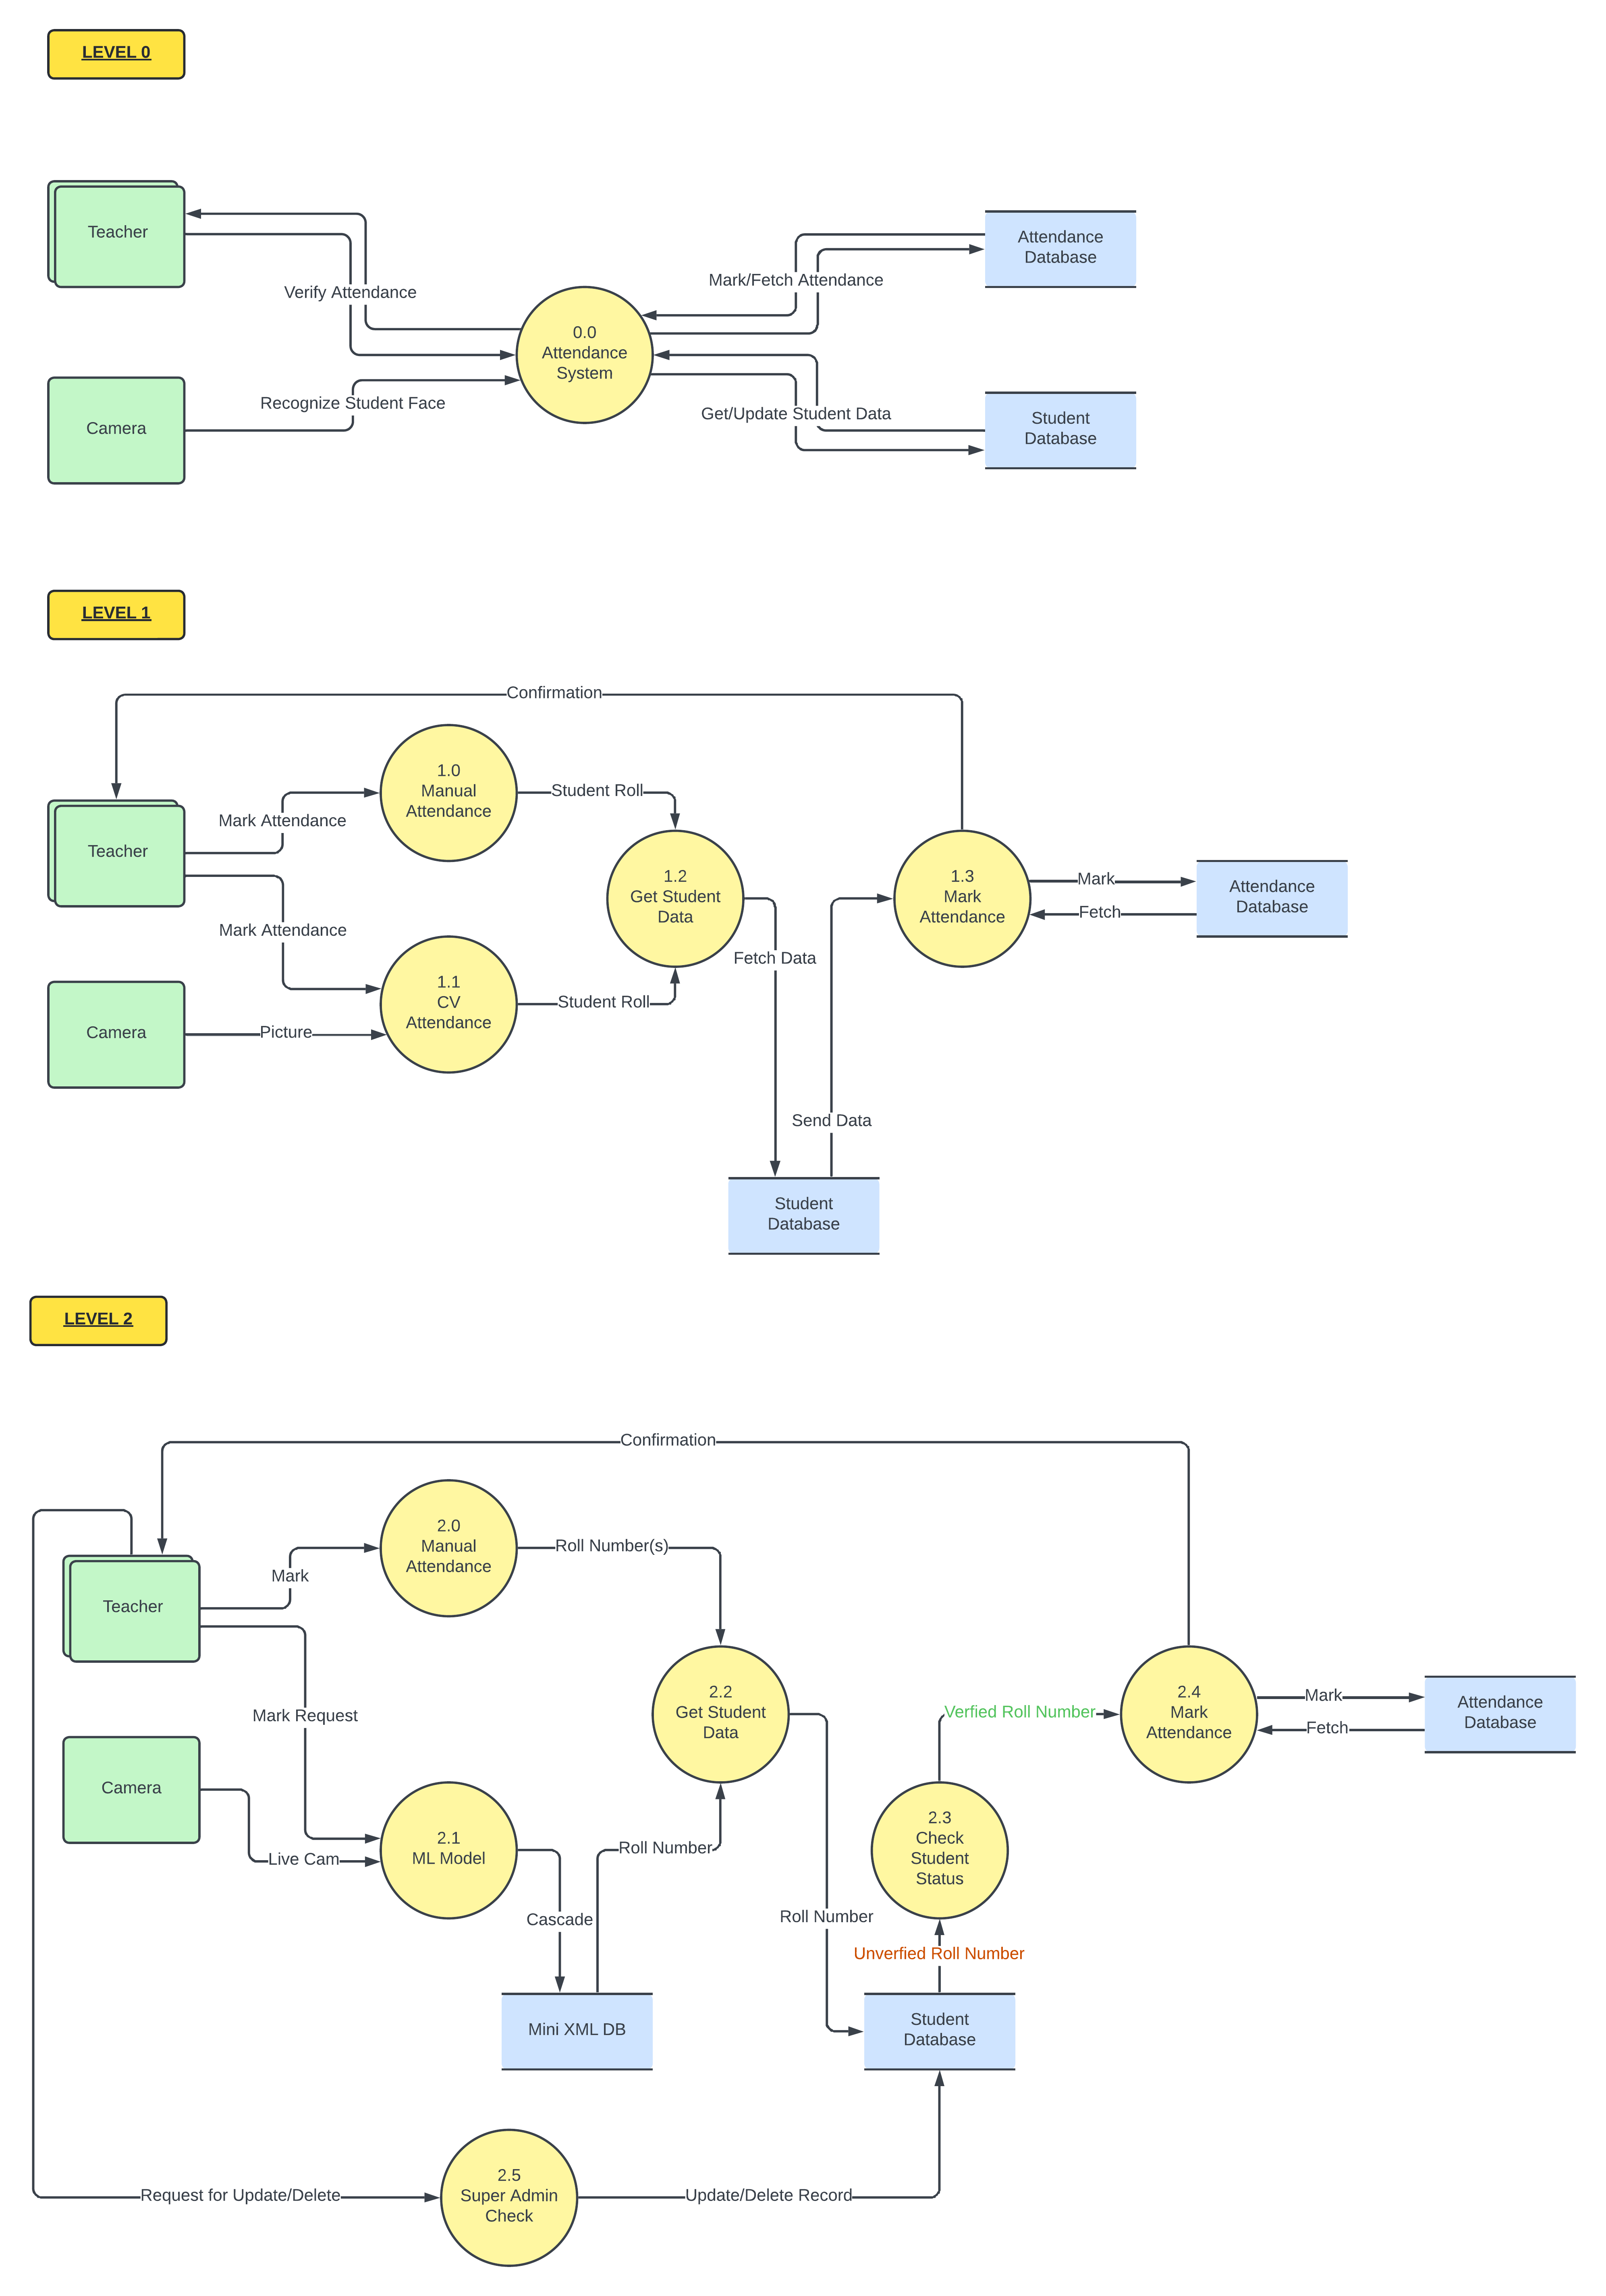 LEVEL 0
Teacher
Verify Attendance
Camera
Recognize Student Face
0.0
Attendance
System
Mark/Fetch Attendance
Attendance
Database
Get/Update Student Data
Student
Database
LEVEL 1
Confirmation
Teacher
Mark Attendance
1.0
Manual
Attendance
Student Roll
Mark Attendance
Camera
Picture
1.1
CV
Attendance
Student Roll
1.2
Get Student
Data
Fetch Data
Send Data
Student
Database
1.3
Mark
Attendance
Mark
Fetch
Attendance
Database
LEVEL 2
Confirmation
Teacher
Mark
2.0
Manual
Attendance
Roll Number(s)
Mark Request
Camera
Live Cam
2.1
ML Model
Cascade
Mini XML DB
Roll Number
2.2
Get Student
Data
Roll Number
Student
Database
Unverfied Roll Number
2.3
Check
Student
Status
Verfied Roll Number
2.4
Mark
Attendance
Mark
Fetch
Attendance
Database
Request for Update/Delete
2.5
Super Admin
Check
Update/Delete Record